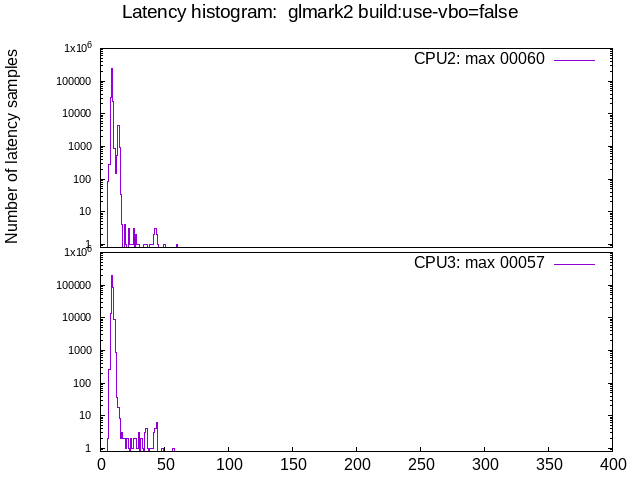 Latency histogram:  glmark2 build:use-vbo=false
Number of latency samples
1x10^6
100000
10000
1000
100
10
1
CPU2: max 00060
1x10^6
100000
10000
1000
100
10
1
CPU3: max 00057
0 50 100 150 200 250 300 350 400